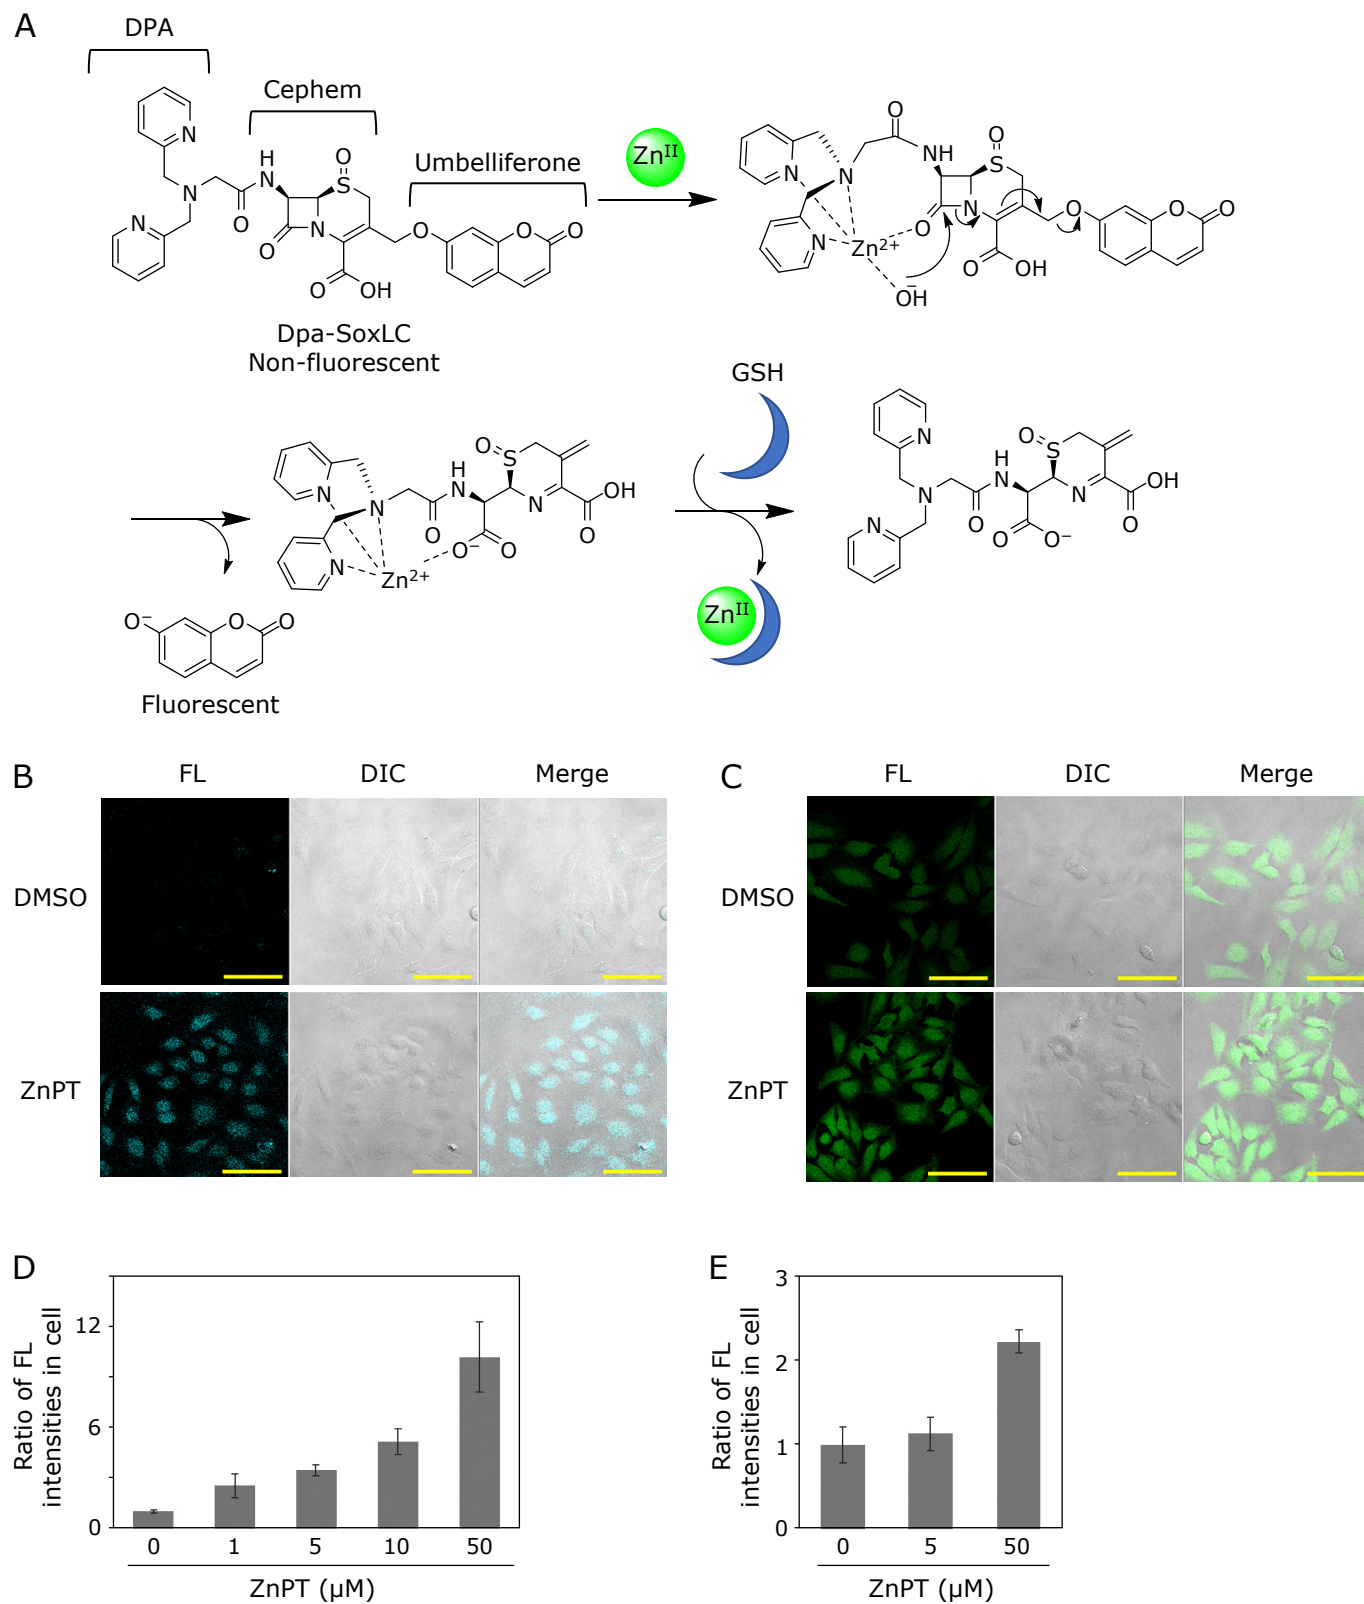 A
DPA
Cephem
Umbelliferone
Zn^II
N
N
N
O
H
N
O
S
O
N
O
O
OH
O
O
O
Dpa-SoxLC
Non-fluorescent
N
N
N
O
H
N
O
S
O
N
O
O
OH
O
O
O
Zn2+
OH
−
GSH
N
N
N
Zn2+
O
H
N
O
S
N
O
OH
O−
O
N
N
N
O
H
N
O
S
N
O
OH
O
O−
Zn^II
O−
O
O
Fluorescent
B
FL
DIC
Merge
DMSO
ZnPT
C
FL
DIC
Merge
DMSO
ZnPT
D
Ratio of FL
intensities in cell
12
6
0
0
1
5
10
50
ZnPT (µM)
E
Ratio of FL
intensities in cell
3
2
1
0
0
5
50
ZnPT (µM)